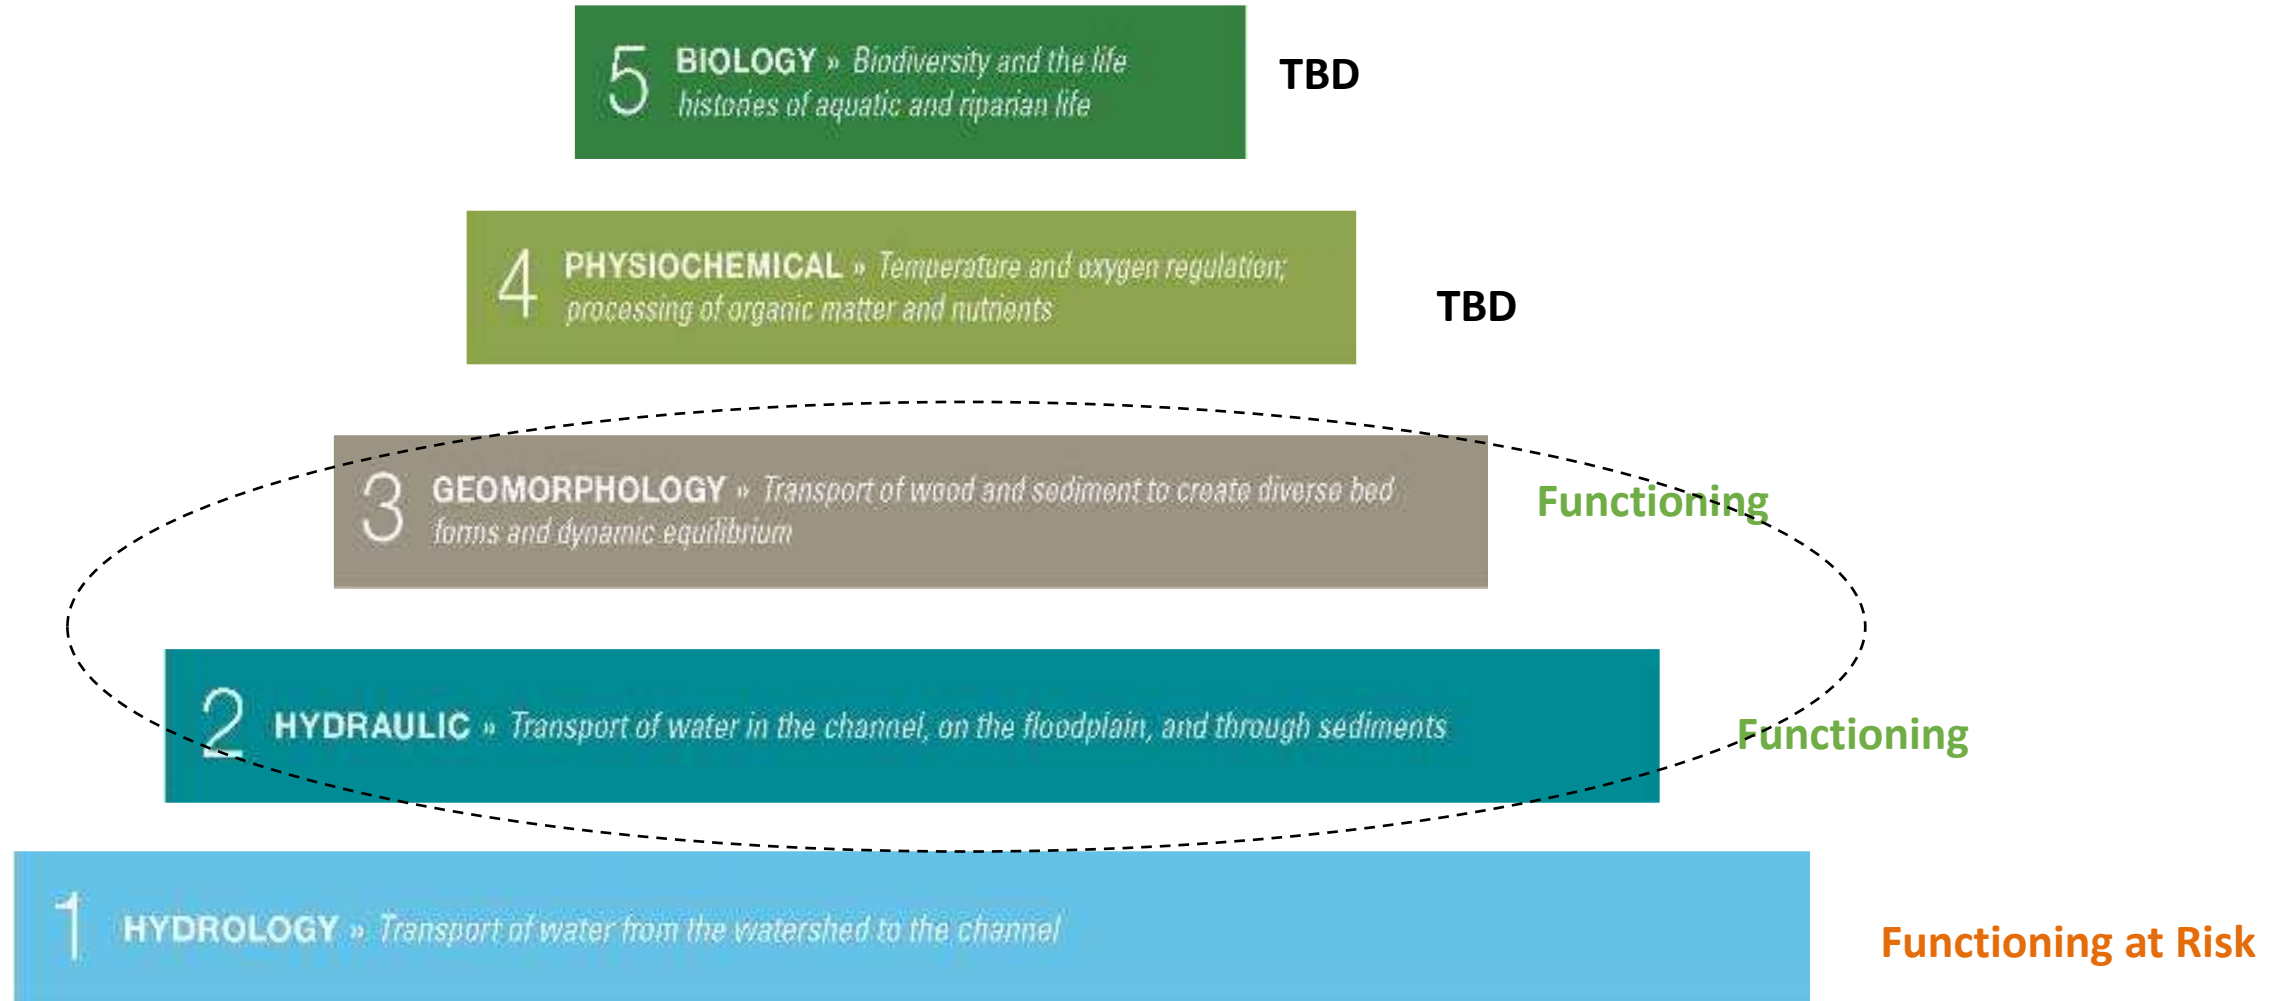 5 BIOLOGY » Biodiversity and the life
histories of aquatic and riparian life
TBD
4 PHYSIOCHEMICAL » Temperature and oxygen regulation;
processing of organic matter and nutrients
TBD
3 GEOMORPHOLOGY » Transport of wood and sediment to create diverse bed
forms and dynamic equilibrium
Functioning
2 HYDRAULIC » Transport of water in the channel, on the floodplain, and through sediments
Functioning
1 HYDROLOGY » Transport of water from the watershed to the channel
Functioning at Risk